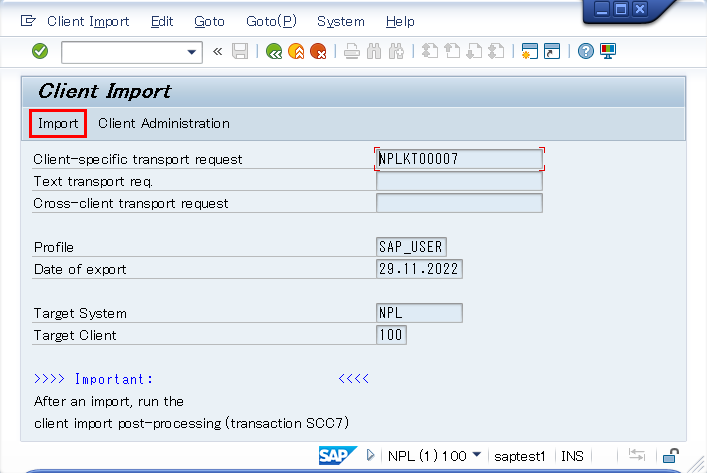 Client Import Edit Goto Goto(P) System Help
«
Client Import
Import Client Administration
Client-specific transport request NPLKT00007
Text transport req.
Cross-client transport request
Profile SAP_USER
Date of export 29.11.2022
Target System NPL
Target Client 100
>>>> Important: <<<<
After an import, run the
client import post-processing (transaction SCC7)
SAP NPL (1) 100 saptest1 INS